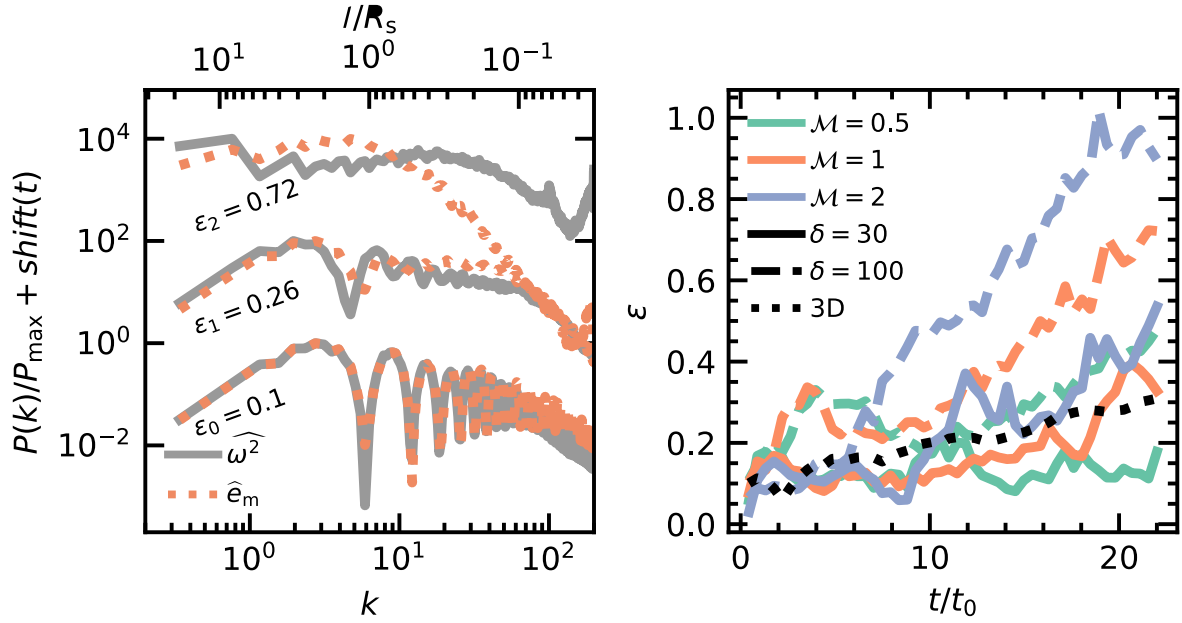 l/R_s
10^1 10^0 10^-1
P(k)/P_max + shift(t)
10^4
10^2
10^0
10^-2
ε_2 = 0.72
ε_1 = 0.26
ε_0 = 0.1
\widehat{ω^2}
ê_m
10^0 10^1 10^2
k
ε
1.0
0.8
0.6
0.4
0.2
0.0
ℳ = 0.5
ℳ = 1
ℳ = 2
δ = 30
δ = 100
3D
0 10 20
t/t_0